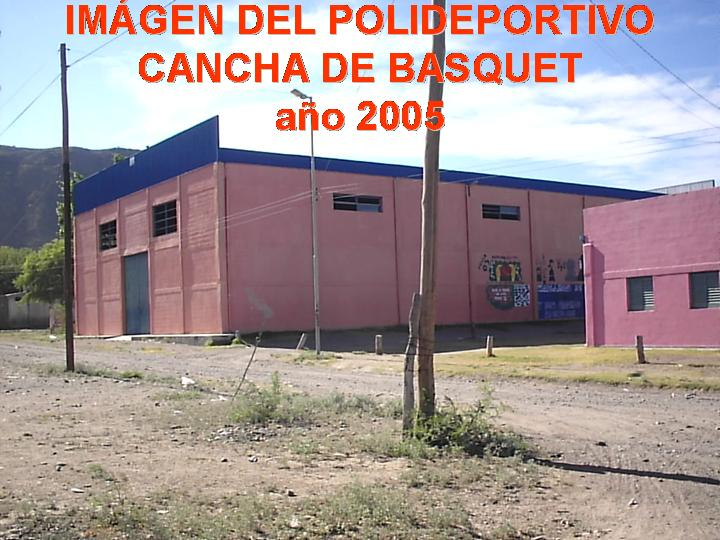 IMÁGEN DEL POLIDEPORTIVO
CANCHA DE BASQUET
año 2005